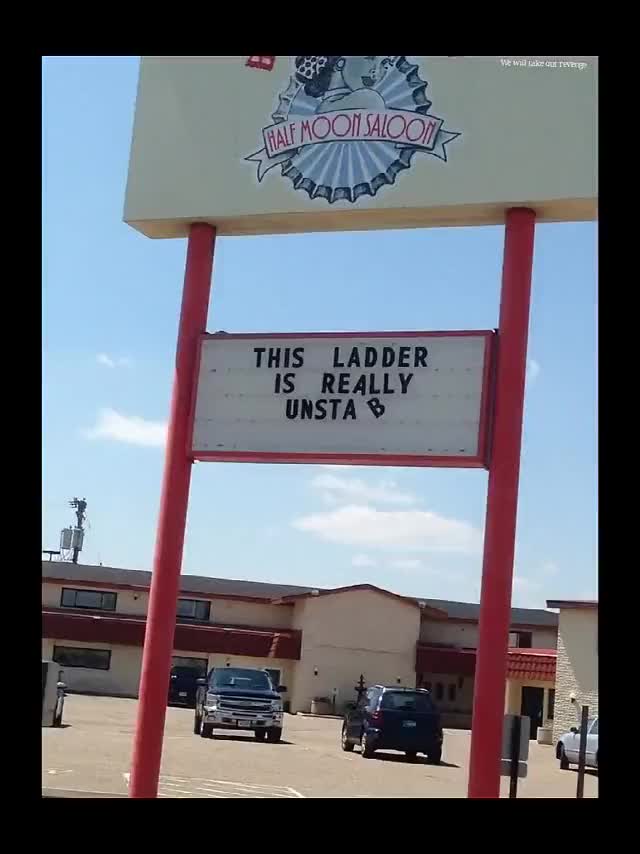 We will take our revenge
HALF MOON SALOON
THIS LADDER
IS REALLY
UNSTA B